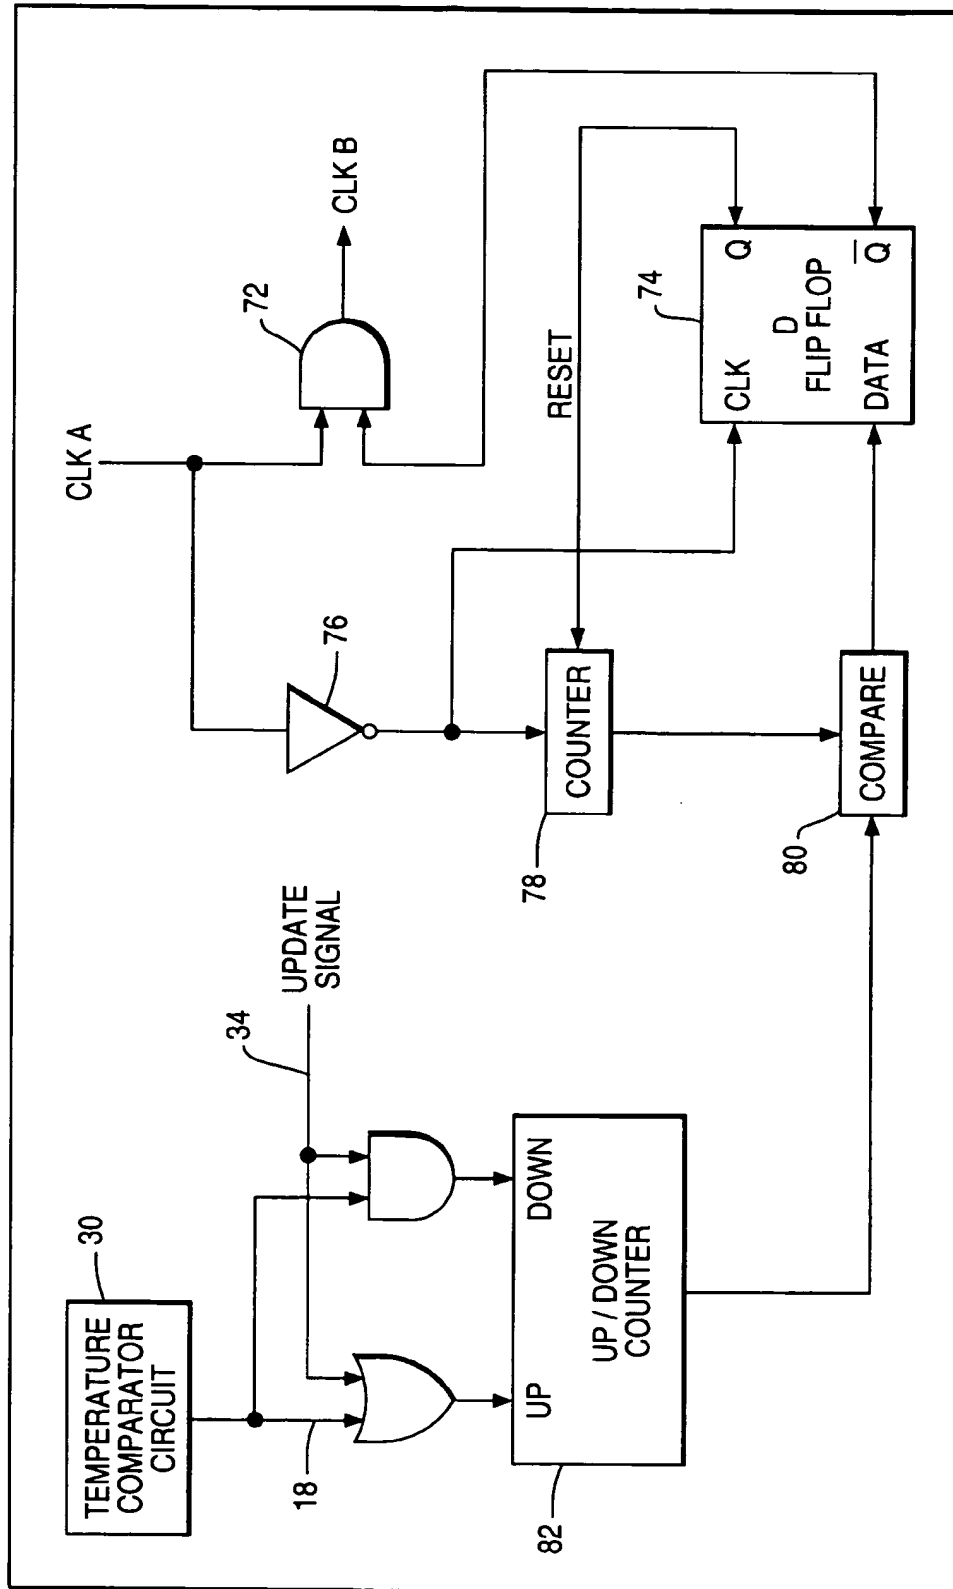 TEMPERATURE
COMPARATOR
CIRCUIT
30
18
34
UPDATE
SIGNAL
UP
DOWN
UP / DOWN
COUNTER
82
CLK A
72
CLK B
76
COUNTER
78
RESET
COMPARE
80
74
CLK
Q
D
FLIP FLOP
DATA
Q̅